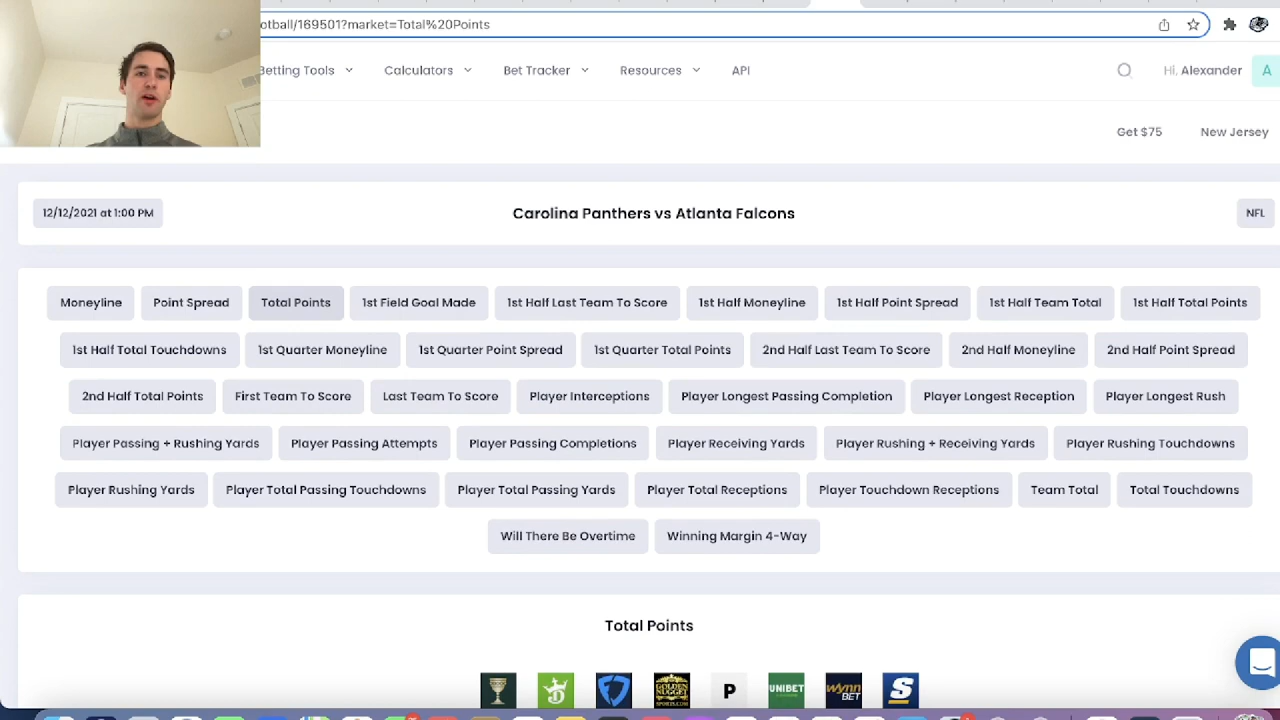 otball/169501?market=Total%20Points
Betting Tools Calculators Bet Tracker Resources API Hi, Alexander A
Get $75 New Jersey
12/12/2021 at 1:00 PM Carolina Panthers vs Atlanta Falcons NFL
Moneyline Point Spread Total Points 1st Field Goal Made 1st Half Last Team To Score 1st Half Moneyline 1st Half Point Spread 1st Half Team Total 1st Half Total Points
1st Half Total Touchdowns 1st Quarter Moneyline 1st Quarter Point Spread 1st Quarter Total Points 2nd Half Last Team To Score 2nd Half Moneyline 2nd Half Point Spread
2nd Half Total Points First Team To Score Last Team To Score Player Interceptions Player Longest Passing Completion Player Longest Reception Player Longest Rush
Player Passing + Rushing Yards Player Passing Attempts Player Passing Completions Player Receiving Yards Player Rushing + Receiving Yards Player Rushing Touchdowns
Player Rushing Yards Player Total Passing Touchdowns Player Total Passing Yards Player Total Receptions Player Touchdown Receptions Team Total Total Touchdowns
Will There Be Overtime Winning Margin 4-Way
Total Points
GOLDEN NUGGET P UNIBET WYNN BET S